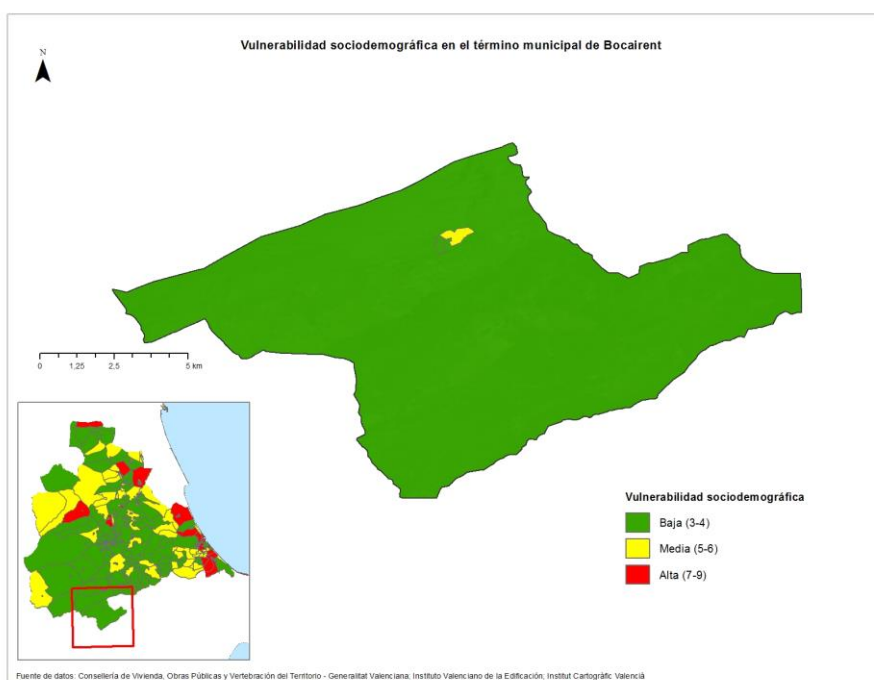 Vulnerabilidad sociodemográfica en el término municipal de Bocairent
N
0 1,25 2,5 5 km
Vulnerabilidad sociodemográfica
Baja (3-4)
Media (5-6)
Alta (7-9)
Fuente de datos: Consellería de Vivienda, Obras Públicas y Vertebración del Territorio - Generalitat Valenciana; Instituto Valenciano de la Edificación; Institut Cartogràfic Valencià